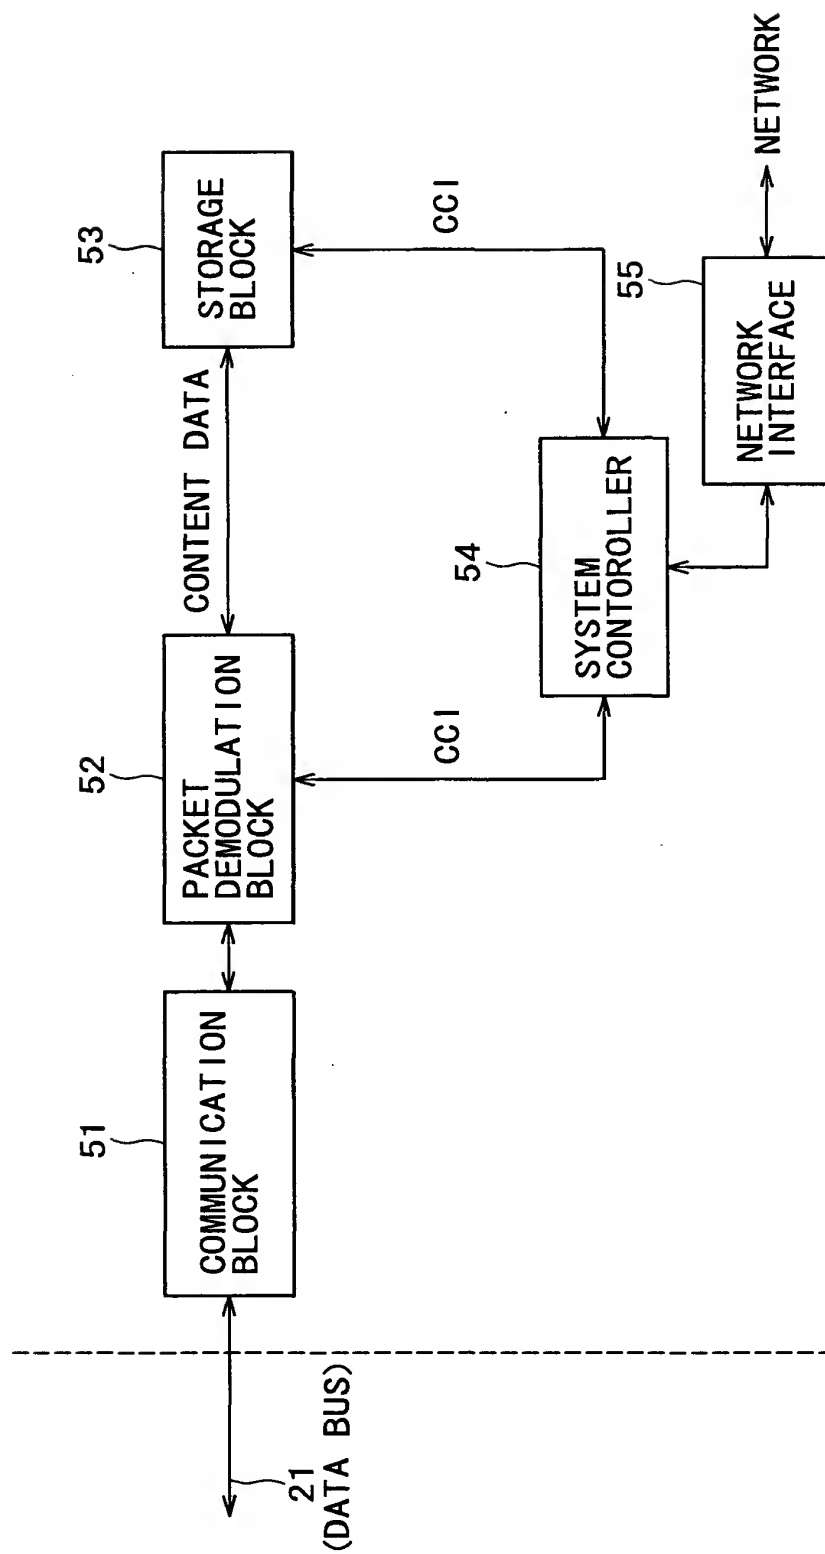 21
(DATA BUS)
51
COMMUNICATION
BLOCK
52
PACKET
DEMODULATION
BLOCK
CONTENT DATA
53
STORAGE
BLOCK
CCI
CCI
54
SYSTEM
CONTOROLLER
55
NETWORK
INTERFACE
NETWORK